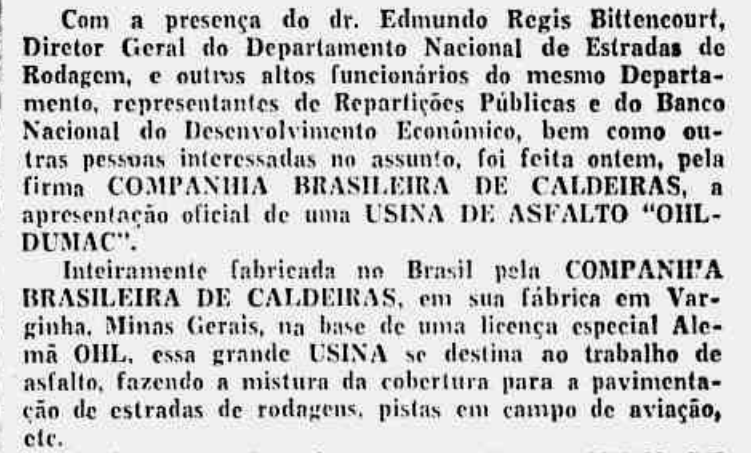 Com a presença do dr. Edmundo Regis Bittencourt,
Diretor Geral do Departamento Nacional de Estradas de
Rodagem, e outros altos funcionários do mesmo Departa-
mento, representantes de Repartições Públicas e do Banco
Nacional do Desenvolvimento Econômico, bem como ou-
tras pessoas interessadas no assunto, foi feita ontem, pela
firma COMPANHIA BRASILEIRA DE CALDEIRAS, a
apresentação oficial de uma USINA DE ASFALTO "OHL-
DUMAC".
Inteiramente fabricada no Brasil pela COMPANHIA
BRASILEIRA DE CALDEIRAS, em sua fábrica em Var-
ginha, Minas Gerais, na base de uma licença especial Ale-
mã OHL, essa grande USINA se destina ao trabalho de
asfalto, fazendo a mistura da cobertura para a pavimenta-
ção de estradas de rodagens, pistas em campo de aviação,
etc.